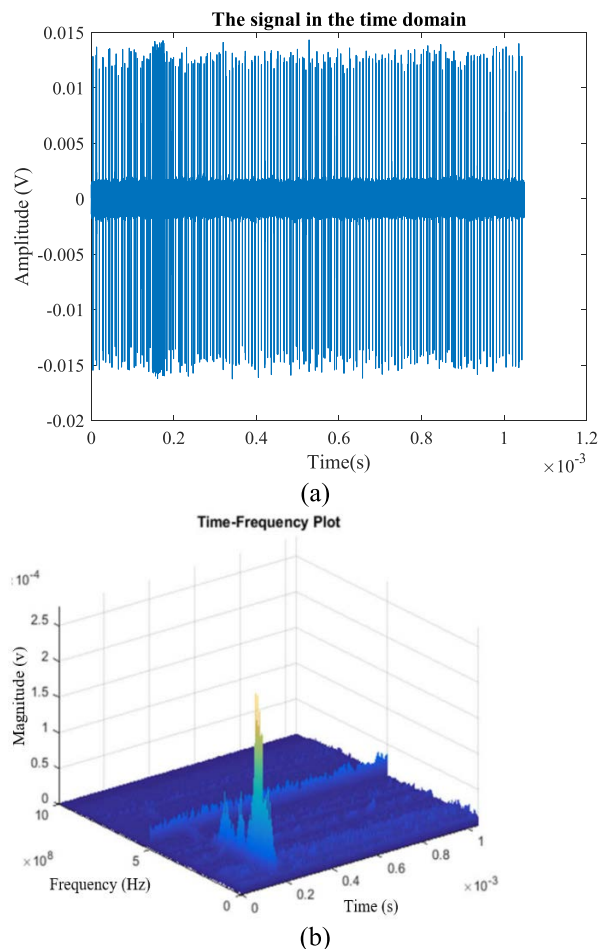 The signal in the time domain
0.015
0.01
0.005
0
-0.005
-0.01
-0.015
-0.02
Amplitude (V)
0 0.2 0.4 0.6 0.8 1 1.2
Time(s)
×10-3
(a)
Time-Frequency Plot
10-4
2.5
2
1.5
1
0.5
0
Magnitude (v)
10
5
0
×108
Frequency (Hz)
0
0.2
0.4
0.6
0.8
1
×10-3
Time (s)
(b)